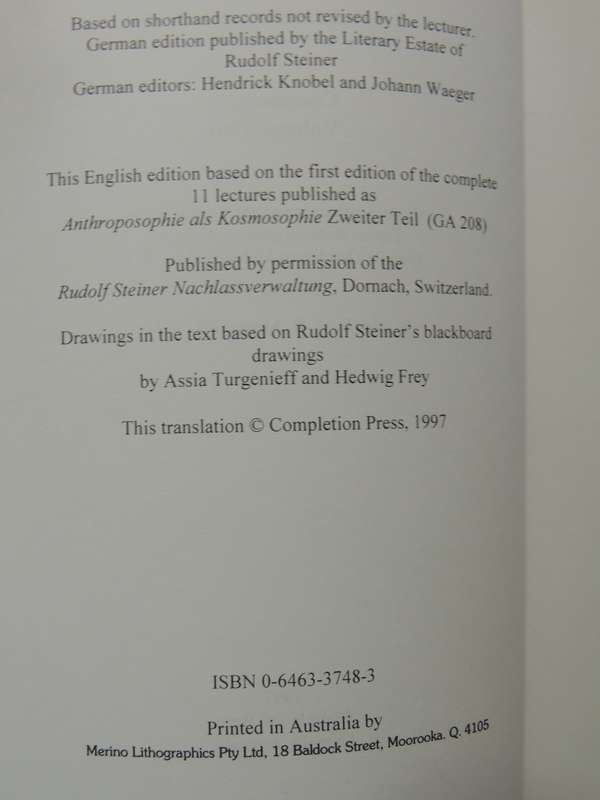 Based on shorthand records not revised by the lecturer.
German edition published by the Literary Estate of
Rudolf Steiner
German editors: Hendrick Knobel and Johann Waeger
This English edition based on the first edition of the complete
11 lectures published as
Anthroposophie als Kosmosophie Zweiter Teil (GA 208)
Published by permission of the
Rudolf Steiner Nachlassverwaltung, Dornach, Switzerland.
Drawings in the text based on Rudolf Steiner's blackboard
drawings
by Assia Turgenieff and Hedwig Frey
This translation © Completion Press, 1997
ISBN 0-6463-3748-3
Printed in Australia by
Merino Lithographics Pty Ltd, 18 Baldock Street, Moorooka. Q. 4105